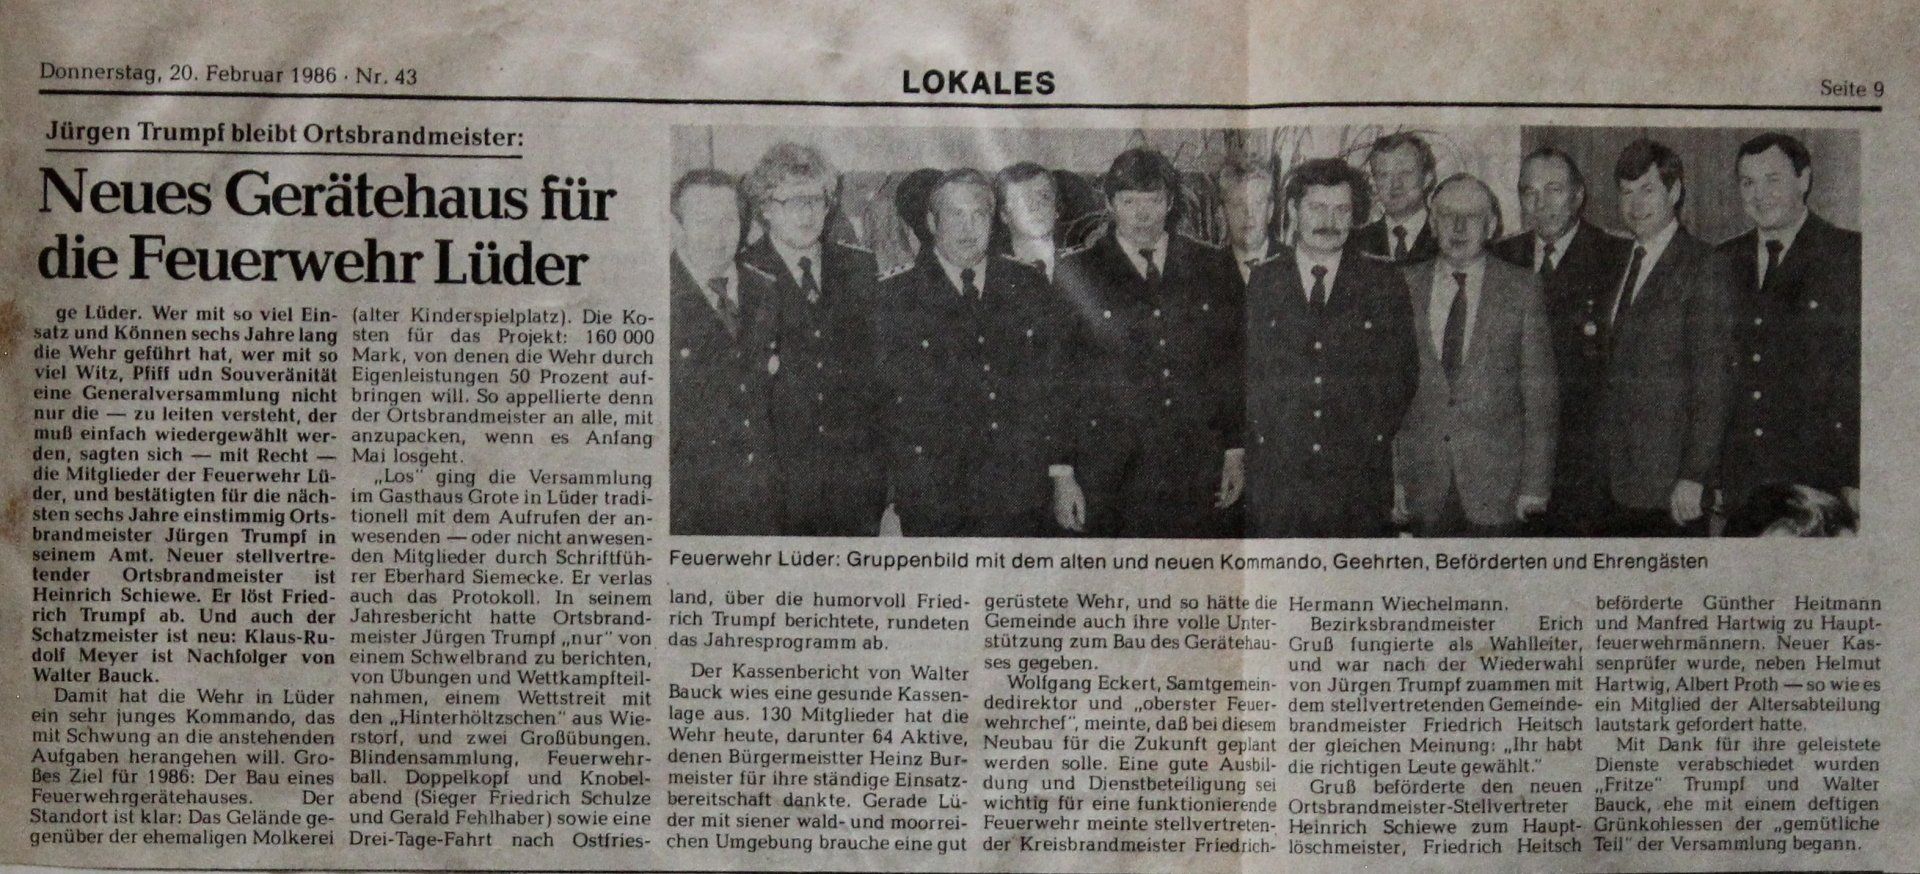 Donnerstag, 20. Februar 1986 · Nr. 43
LOKALES
Seite 9
Jürgen Trumpf bleibt Ortsbrandmeister:
Neues Gerätehaus für
die Feuerwehr Lüder
ge Lüder. Wer mit so viel Ein-
satz und Können sechs Jahre lang
die Wehr geführt hat, wer mit so
viel Witz, Pfiff udn Souveränität
eine Generalversammlung nicht
nur die — zu leiten versteht, der
muß einfach wiedergewählt wer-
den, sagten sich — mit Recht —
die Mitglieder der Feuerwehr Lü-
der, und bestätigten für die näch-
sten sechs Jahre einstimmig Orts-
brandmeister Jürgen Trumpf in
seinem Amt. Neuer stellvertre-
tender Ortsbrandmeister ist
Heinrich Schiewe. Er löst Fried-
rich Trumpf ab. Und auch der
Schatzmeister ist neu: Klaus-Ru-
dolf Meyer ist Nachfolger von
Walter Bauck.
Damit hat die Wehr in Lüder
ein sehr junges Kommando, das
mit Schwung an die anstehenden
Aufgaben herangehen will. Gro-
ßes Ziel für 1986: Der Bau eines
Feuerwehrgerätehauses. Der
Standort ist klar: Das Gelände ge-
genüber der ehemaligen Molkerei
(alter Kinderspielplatz). Die Ko-
sten für das Projekt: 160 000
Mark, von denen die Wehr durch
Eigenleistungen 50 Prozent auf-
bringen will. So appellierte denn
der Ortsbrandmeister an alle, mit
anzupacken, wenn es Anfang
Mai losgeht.
„Los" ging die Versammlung
im Gasthaus Grote in Lüder tradi-
tionell mit dem Aufrufen der an-
wesenden — oder nicht anwesen-
den Mitglieder durch Schriftfüh-
rer Eberhard Siemecke. Er verlas
auch das Protokoll. In seinem
Jahresbericht hatte Ortsbrand-
meister Jürgen Trumpf „nur" von
einem Schwelbrand zu berichten,
von Übungen und Wettkampfteil-
nahmen, einem Wettstreit mit
den „Hinterhöltzschen" aus Wie-
rstorf, und zwei Großübungen.
Blindensammlung, Feuerwehr-
ball. Doppelkopf und Knobel-
abend (Sieger Friedrich Schulze
und Gerald Fehlhaber) sowie eine
Drei-Tage-Fahrt nach Ostfries-
Feuerwehr Lüder: Gruppenbild mit dem alten und neuen Kommando, Geehrten, Beförderten und Ehrengästen
land, über die humorvoll Fried-
rich Trumpf berichtete, rundeten
das Jahresprogramm ab.
Der Kassenbericht von Walter
Bauck wies eine gesunde Kassen-
lage aus. 130 Mitglieder hat die
Wehr heute, darunter 64 Aktive,
denen Bürgermeistter Heinz Bur-
meister für ihre ständige Einsatz-
bereitschaft dankte. Gerade Lü-
der mit siener wald- und moorrei-
chen Umgebung brauche eine gut
gerüstete Wehr, und so hätte die
Gemeinde auch ihre volle Unter-
stützung zum Bau des Gerätehau-
ses gegeben.
Wolfgang Eckert, Samtgemein-
dedirektor und „oberster Feuer-
wehrchef", meinte, daß bei diesem
Neubau für die Zukunft geplant
werden solle. Eine gute Ausbil-
dung und Dienstbeteiligung sei
wichtig für eine funktionierende
Feuerwehr meinte stellvertreten-
der Kreisbrandmeister Friedrich-
Hermann Wiechelmann.
Bezirksbrandmeister Erich
Gruß fungierte als Wahlleiter,
und war nach der Wiederwahl
von Jürgen Trumpf zuammen mit
dem stellvertretenden Gemeinde-
brandmeister Friedrich Heitsch
der gleichen Meinung: „Ihr habt
die richtigen Leute gewählt."
Gruß beförderte den neuen
Ortsbrandmeister-Stellvertreter
Heinrich Schiewe zum Haupt-
löschmeister, Friedrich Heitsch
beförderte Günther Heitmann
und Manfred Hartwig zu Haupt-
feuerwehrmännern. Neuer Kas-
senprüfer wurde, neben Helmut
Hartwig, Albert Proth — so wie es
ein Mitglied der Altersabteilung
lautstark gefordert hatte.
Mit Dank für ihre geleistete
Dienste verabschiedet wurden
„Fritze" Trumpf und Walter
Bauck, ehe mit einem deftigen
Grünkohlessen der „gemütliche
Teil" der Versammlung begann.